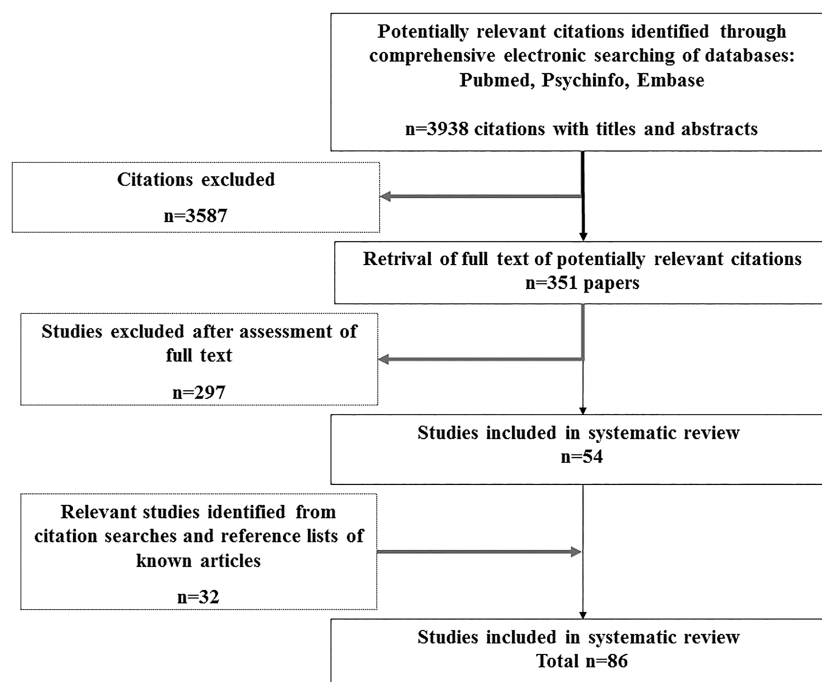 Potentially relevant citations identified through
comprehensive electronic searching of databases:
Pubmed, Psychinfo, Embase
n=3938 citations with titles and abstracts
Citations excluded
n=3587
Retrival of full text of potentially relevant citations
n=351 papers
Studies excluded after assessment of
full text
n=297
Studies included in systematic review
n=54
Relevant studies identified from
citation searches and reference lists of
known articles
n=32
Studies included in systematic review
Total n=86